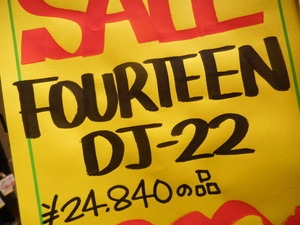 SALE
FOURTEEN
DJ-22
¥24.840の品